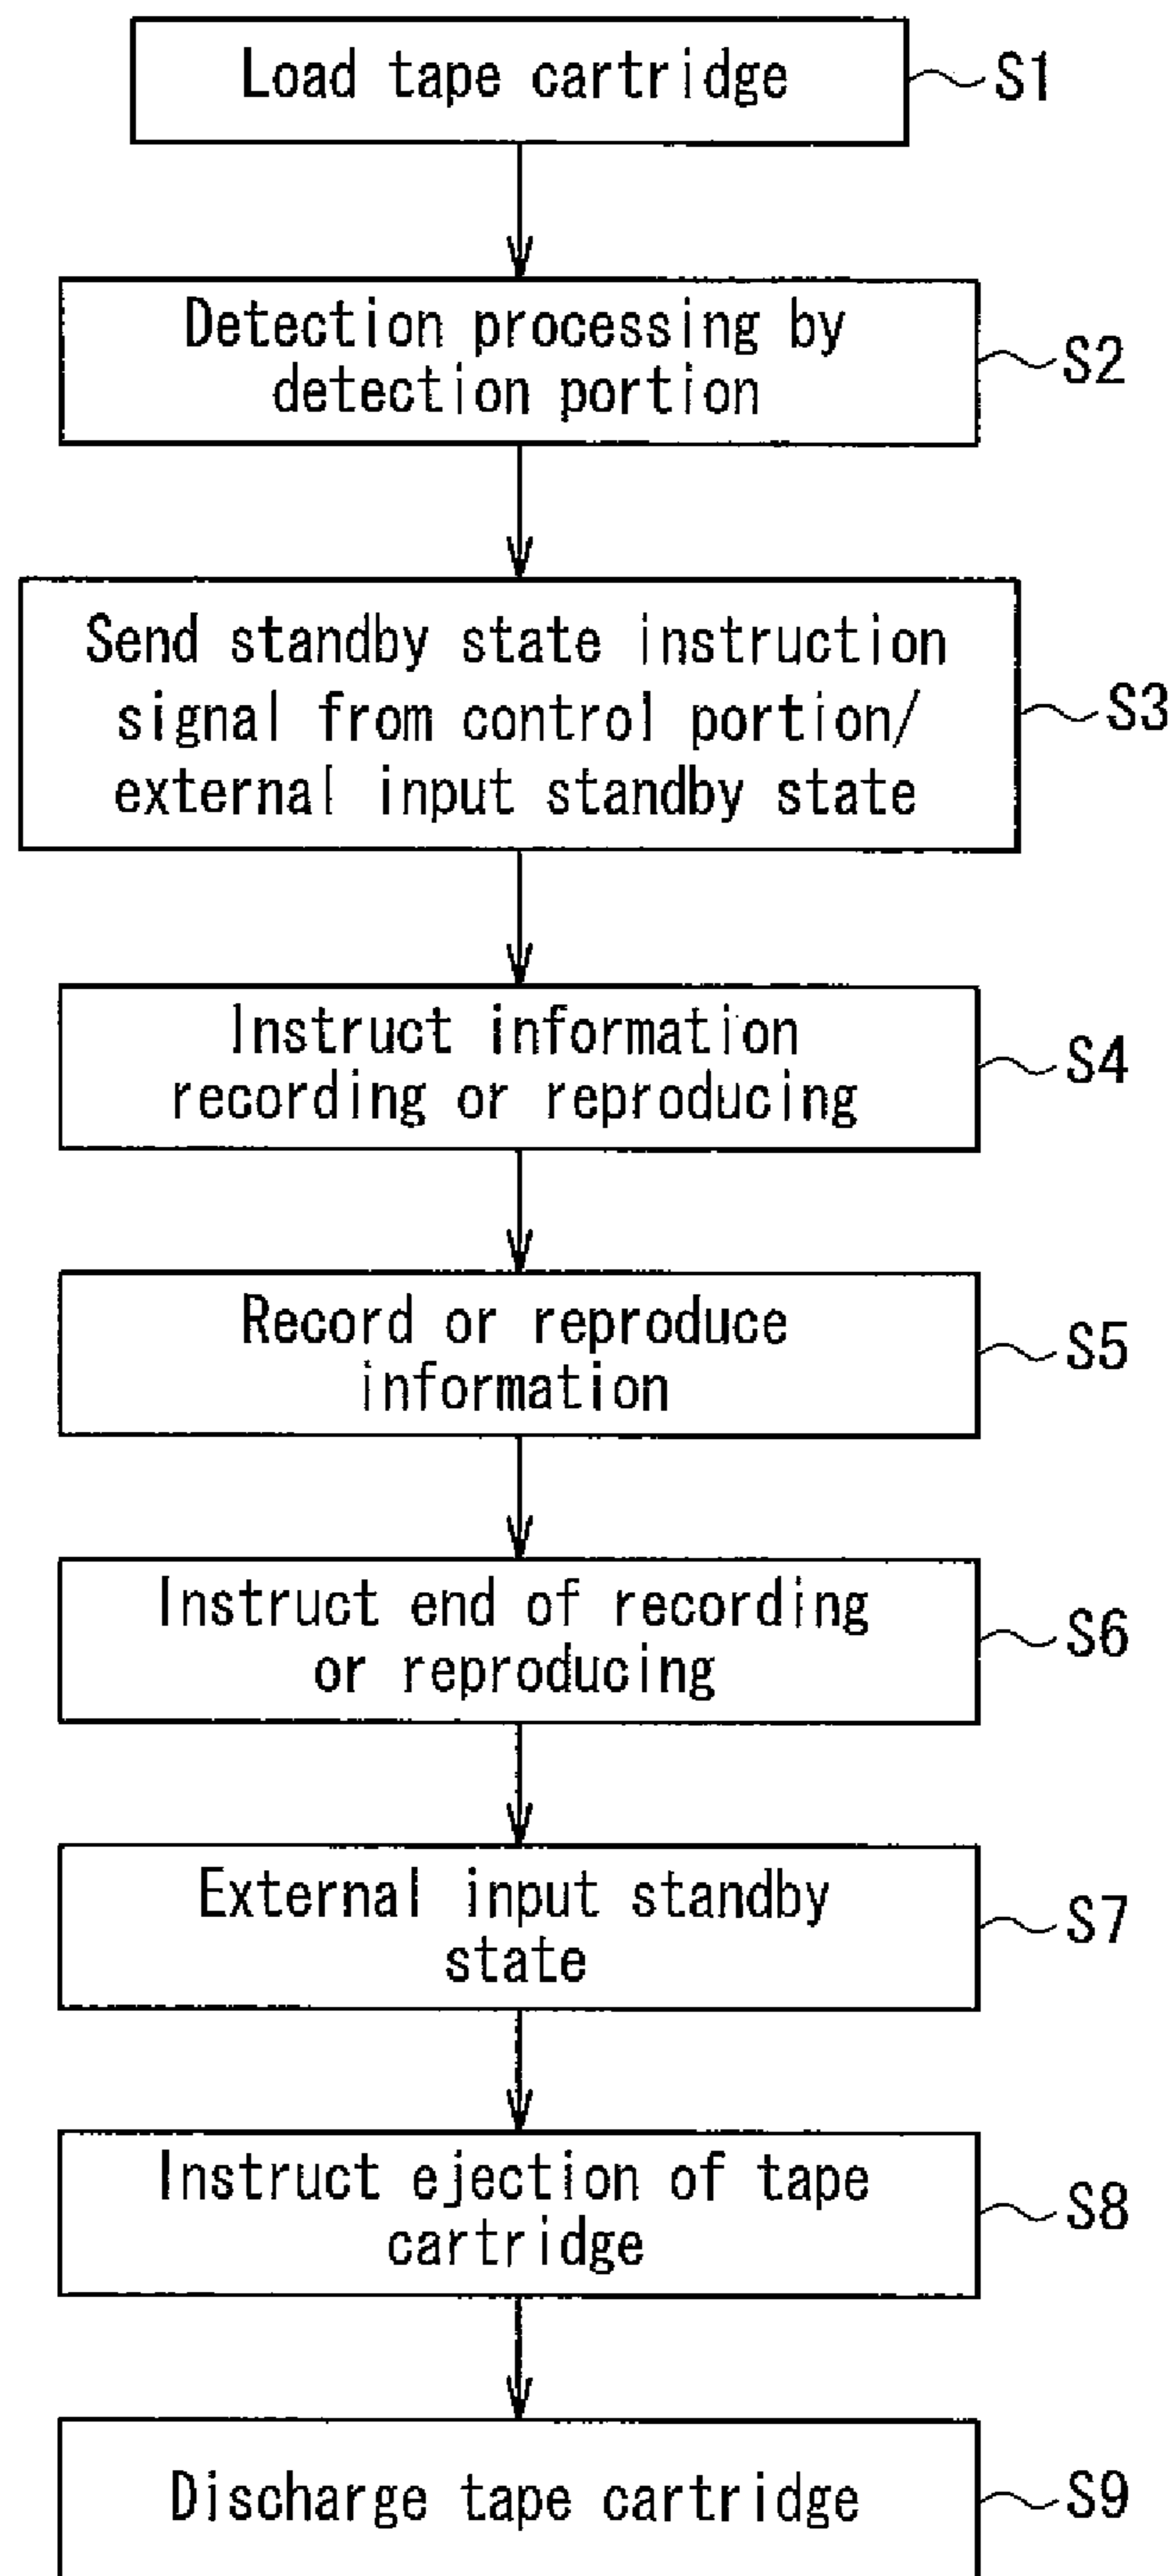 Load tape cartridge
S1
Detection processing by
detection portion
S2
Send standby state instruction
signal from control portion/
external input standby state
S3
Instruct information
recording or reproducing
S4
Record or reproduce
information
S5
Instruct end of recording
or reproducing
S6
External input standby
state
S7
Instruct ejection of tape
cartridge
S8
Discharge tape cartridge
S9